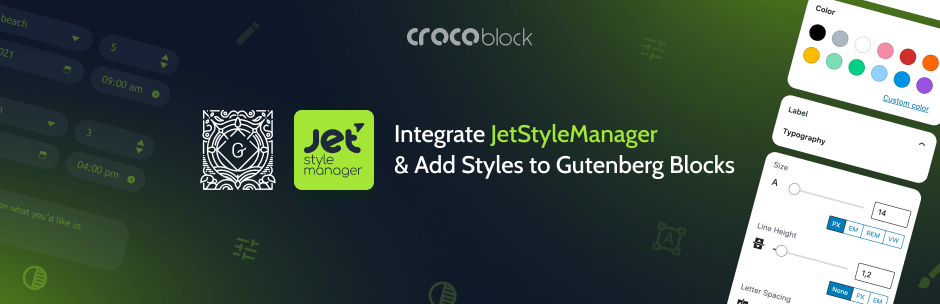 crocoblock
beach
5
2021
09:00 am
3
04:00 pm
on what you'd like us
G
Jet
style
manager
Integrate JetStyleManager
& Add Styles to Gutenberg Blocks
Color
Custom color
Label
Typography
Size
A
14
PX EM REM VW
Line Height
1,2
None PX EM
Letter Spacing
A